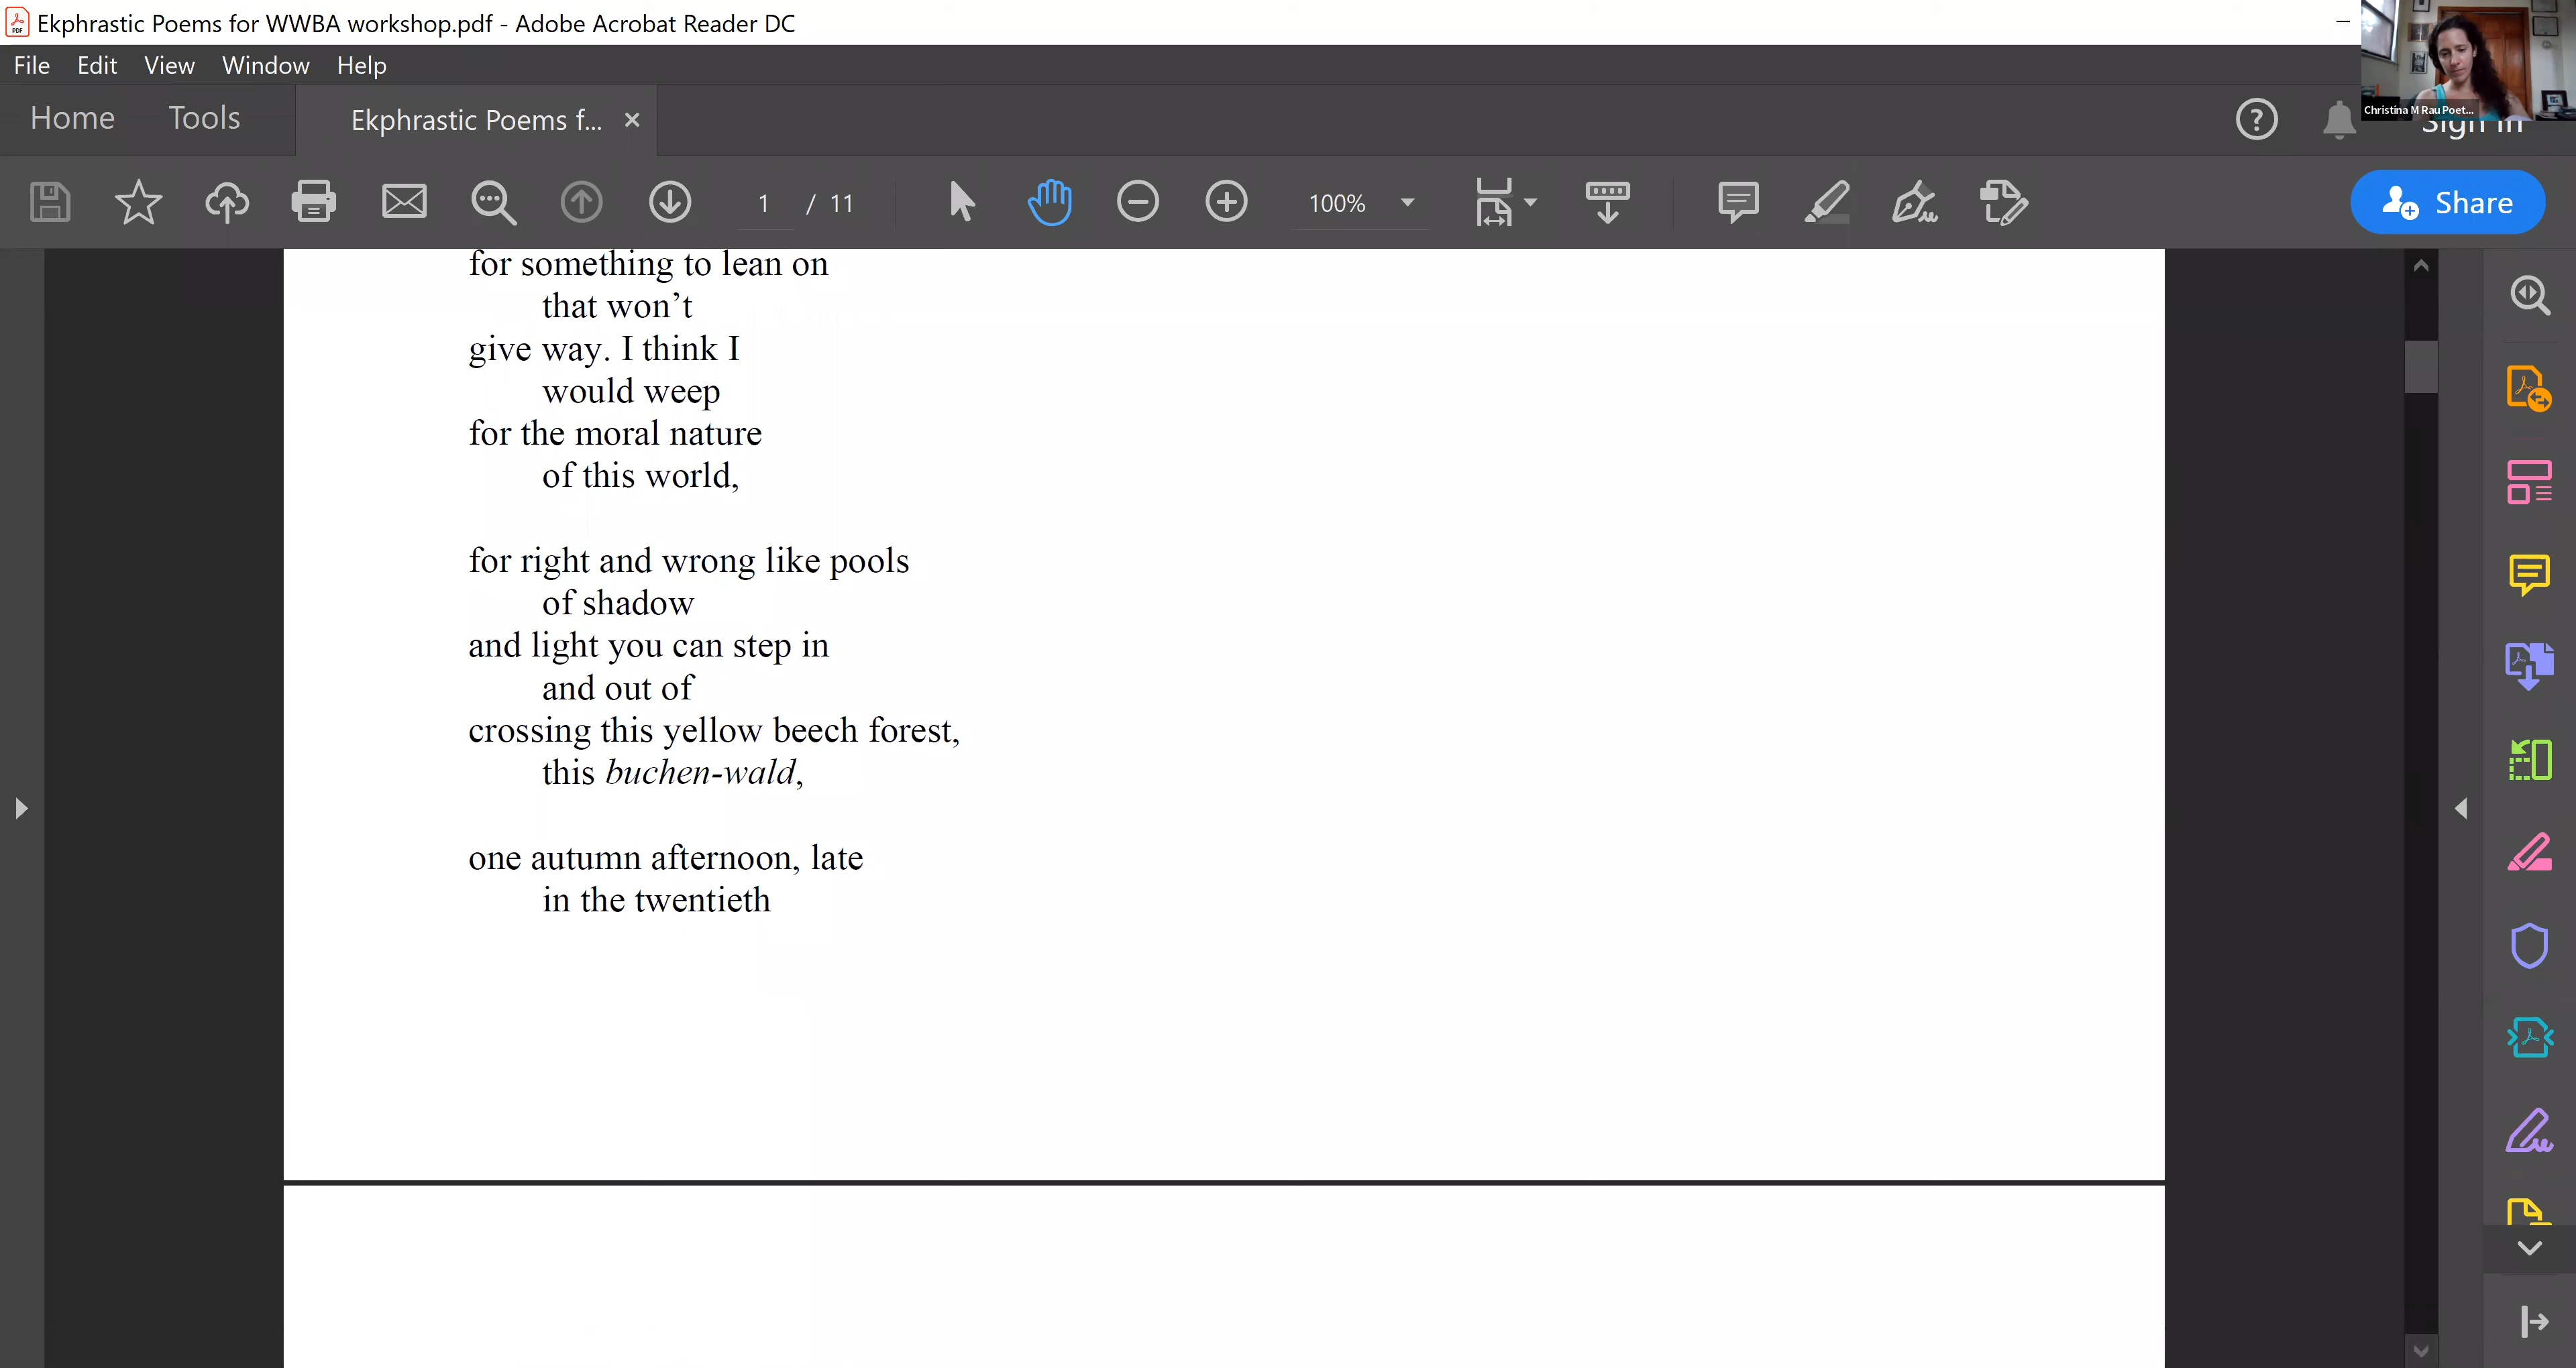 Ekphrastic Poems for WWBA workshop.pdf - Adobe Acrobat Reader DC
File Edit View Window Help
Home Tools Ekphrastic Poems f...
Christina M Rau Poet...
Sign In
1 / 11
100%
Share
for something to lean on
that won’t
give way. I think I
would weep
for the moral nature
of this world,
for right and wrong like pools
of shadow
and light you can step in
and out of
crossing this yellow beech forest,
this buchen-wald,
one autumn afternoon, late
in the twentieth